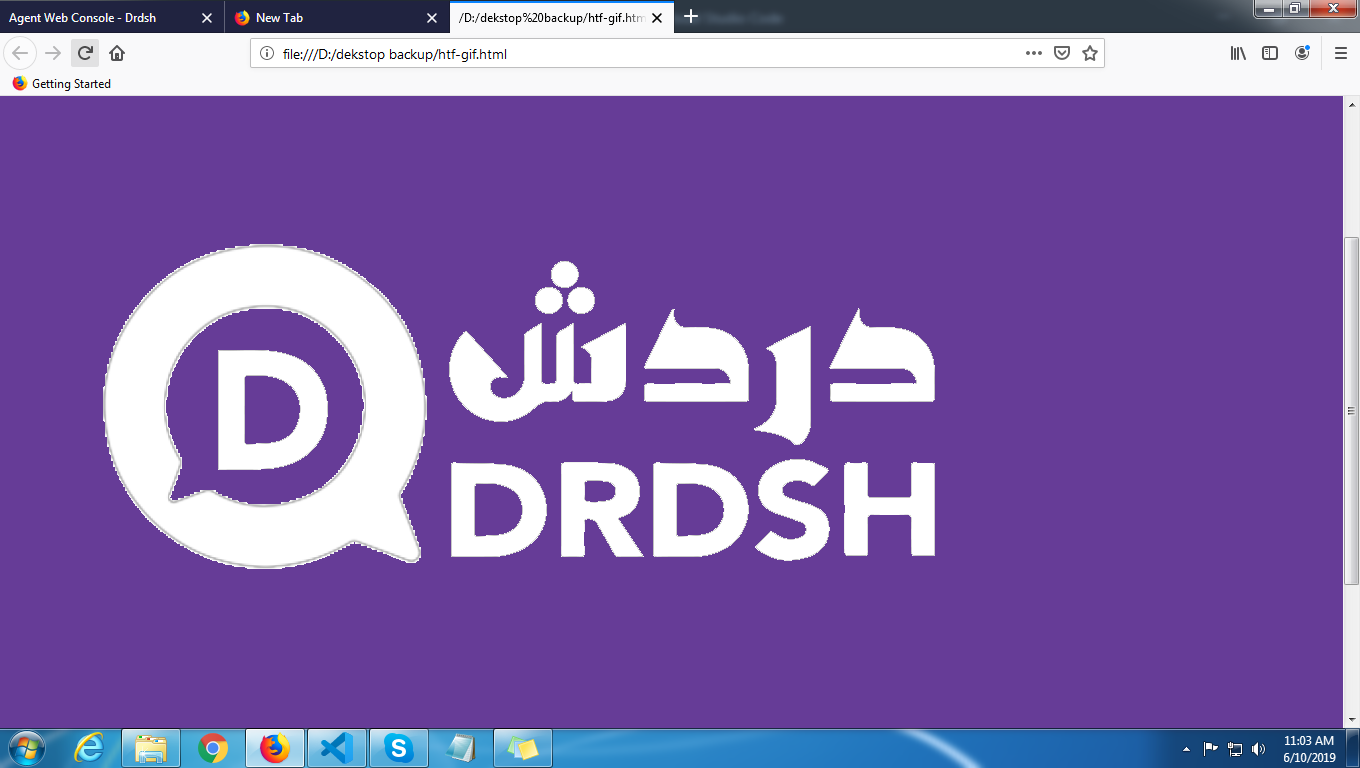 Agent Web Console - Drdsh
New Tab
/D:/dekstop%20backup/htf-gif.htm
file:///D:/dekstop backup/htf-gif.html
Getting Started
D
دردش
DRDSH
11:03 AM
6/10/2019